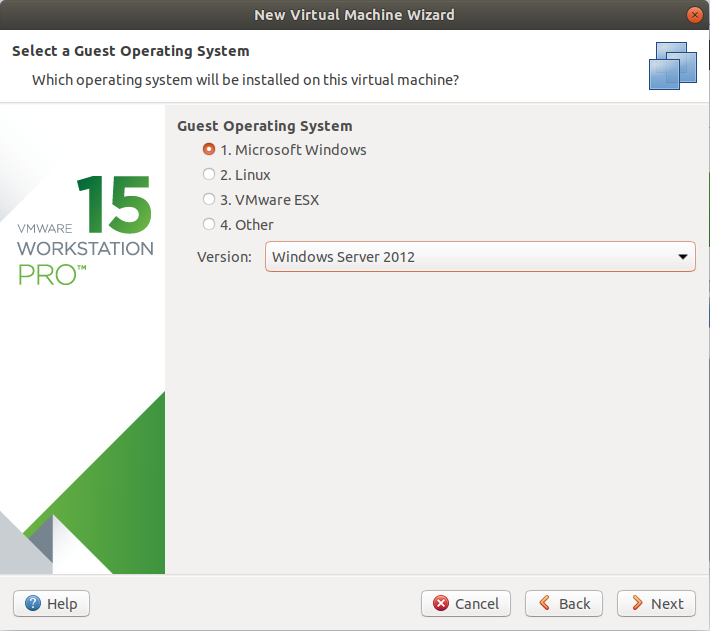 New Virtual Machine Wizard
Select a Guest Operating System
Which operating system will be installed on this virtual machine?
15
VMWARE
WORKSTATION
PRO™
Guest Operating System
1. Microsoft Windows
2. Linux
3. VMware ESX
4. Other
Version: Windows Server 2012
Help Cancel Back Next